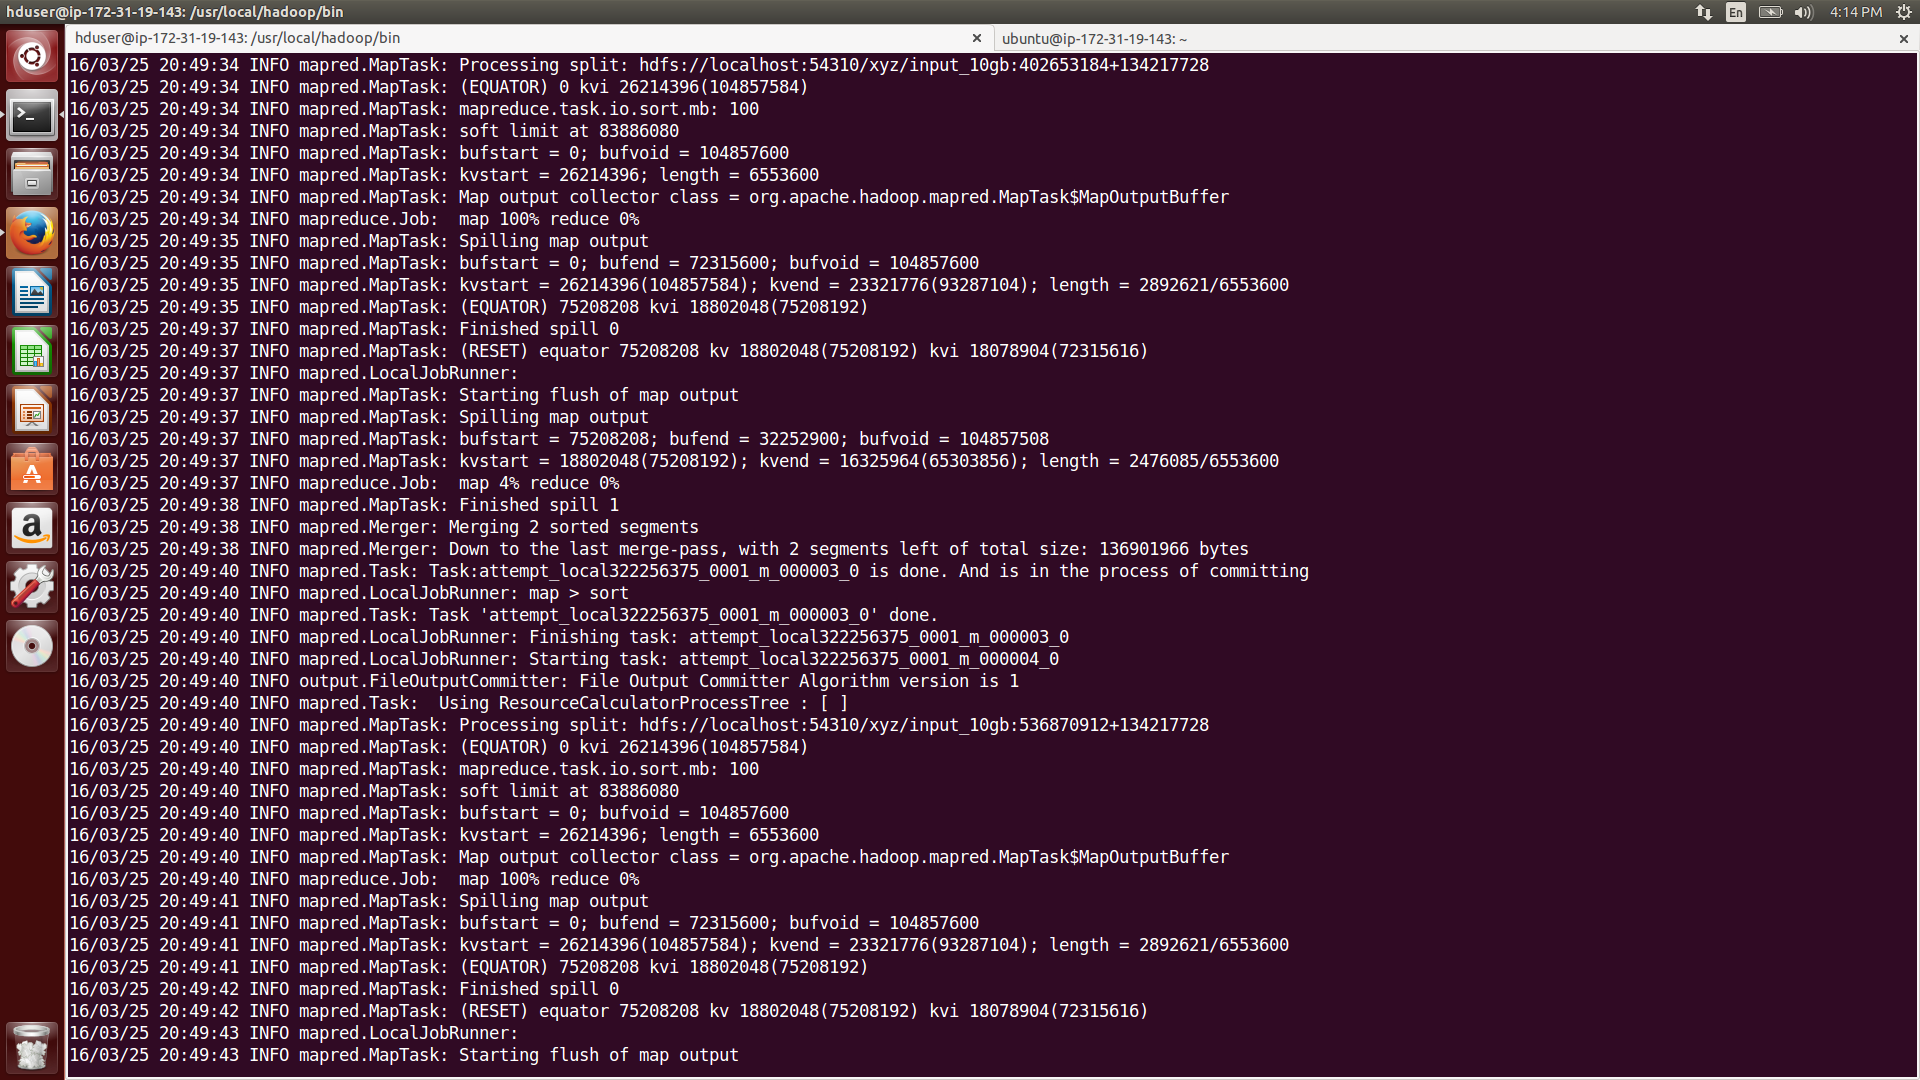 hduser@ip-172-31-19-143: /usr/local/hadoop/bin
En
4:14 PM
hduser@ip-172-31-19-143: /usr/local/hadoop/bin
ubuntu@ip-172-31-19-143: ~
16/03/25 20:49:34 INFO mapred.MapTask: Processing split: hdfs://localhost:54310/xyz/input_10gb:402653184+134217728
16/03/25 20:49:34 INFO mapred.MapTask: (EQUATOR) 0 kvi 26214396(104857584)
16/03/25 20:49:34 INFO mapred.MapTask: mapreduce.task.io.sort.mb: 100
16/03/25 20:49:34 INFO mapred.MapTask: soft limit at 83886080
16/03/25 20:49:34 INFO mapred.MapTask: bufstart = 0; bufvoid = 104857600
16/03/25 20:49:34 INFO mapred.MapTask: kvstart = 26214396; length = 6553600
16/03/25 20:49:34 INFO mapred.MapTask: Map output collector class = org.apache.hadoop.mapred.MapTask$MapOutputBuffer
16/03/25 20:49:34 INFO mapreduce.Job:  map 100% reduce 0%
16/03/25 20:49:35 INFO mapred.MapTask: Spilling map output
16/03/25 20:49:35 INFO mapred.MapTask: bufstart = 0; bufend = 72315600; bufvoid = 104857600
16/03/25 20:49:35 INFO mapred.MapTask: kvstart = 26214396(104857584); kvend = 23321776(93287104); length = 2892621/6553600
16/03/25 20:49:35 INFO mapred.MapTask: (EQUATOR) 75208208 kvi 18802048(75208192)
16/03/25 20:49:37 INFO mapred.MapTask: Finished spill 0
16/03/25 20:49:37 INFO mapred.MapTask: (RESET) equator 75208208 kv 18802048(75208192) kvi 18078904(72315616)
16/03/25 20:49:37 INFO mapred.LocalJobRunner:
16/03/25 20:49:37 INFO mapred.MapTask: Starting flush of map output
16/03/25 20:49:37 INFO mapred.MapTask: Spilling map output
16/03/25 20:49:37 INFO mapred.MapTask: bufstart = 75208208; bufend = 32252900; bufvoid = 104857508
16/03/25 20:49:37 INFO mapred.MapTask: kvstart = 18802048(75208192); kvend = 16325964(65303856); length = 2476085/6553600
16/03/25 20:49:37 INFO mapreduce.Job:  map 4% reduce 0%
16/03/25 20:49:38 INFO mapred.MapTask: Finished spill 1
16/03/25 20:49:38 INFO mapred.Merger: Merging 2 sorted segments
16/03/25 20:49:38 INFO mapred.Merger: Down to the last merge-pass, with 2 segments left of total size: 136901966 bytes
16/03/25 20:49:40 INFO mapred.Task: Task:attempt_local322256375_0001_m_000003_0 is done. And is in the process of committing
16/03/25 20:49:40 INFO mapred.LocalJobRunner: map > sort
16/03/25 20:49:40 INFO mapred.Task: Task 'attempt_local322256375_0001_m_000003_0' done.
16/03/25 20:49:40 INFO mapred.LocalJobRunner: Finishing task: attempt_local322256375_0001_m_000003_0
16/03/25 20:49:40 INFO mapred.LocalJobRunner: Starting task: attempt_local322256375_0001_m_000004_0
16/03/25 20:49:40 INFO output.FileOutputCommitter: File Output Committer Algorithm version is 1
16/03/25 20:49:40 INFO mapred.Task:  Using ResourceCalculatorProcessTree : [ ]
16/03/25 20:49:40 INFO mapred.MapTask: Processing split: hdfs://localhost:54310/xyz/input_10gb:536870912+134217728
16/03/25 20:49:40 INFO mapred.MapTask: (EQUATOR) 0 kvi 26214396(104857584)
16/03/25 20:49:40 INFO mapred.MapTask: mapreduce.task.io.sort.mb: 100
16/03/25 20:49:40 INFO mapred.MapTask: soft limit at 83886080
16/03/25 20:49:40 INFO mapred.MapTask: bufstart = 0; bufvoid = 104857600
16/03/25 20:49:40 INFO mapred.MapTask: kvstart = 26214396; length = 6553600
16/03/25 20:49:40 INFO mapred.MapTask: Map output collector class = org.apache.hadoop.mapred.MapTask$MapOutputBuffer
16/03/25 20:49:40 INFO mapreduce.Job:  map 100% reduce 0%
16/03/25 20:49:41 INFO mapred.MapTask: Spilling map output
16/03/25 20:49:41 INFO mapred.MapTask: bufstart = 0; bufend = 72315600; bufvoid = 104857600
16/03/25 20:49:41 INFO mapred.MapTask: kvstart = 26214396(104857584); kvend = 23321776(93287104); length = 2892621/6553600
16/03/25 20:49:41 INFO mapred.MapTask: (EQUATOR) 75208208 kvi 18802048(75208192)
16/03/25 20:49:42 INFO mapred.MapTask: Finished spill 0
16/03/25 20:49:42 INFO mapred.MapTask: (RESET) equator 75208208 kv 18802048(75208192) kvi 18078904(72315616)
16/03/25 20:49:43 INFO mapred.LocalJobRunner:
16/03/25 20:49:43 INFO mapred.MapTask: Starting flush of map output